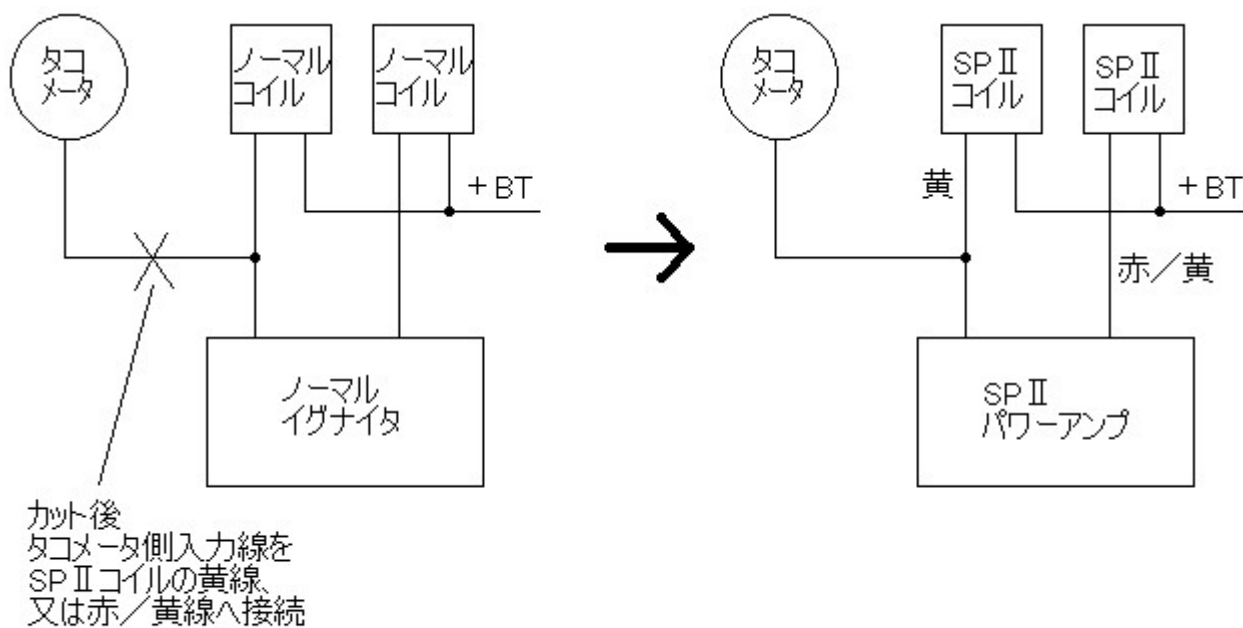 タコ
メータ
ノーマル
コイル
ノーマル
コイル
+BT
ノーマル
イグナイタ
カット後
タコメータ側入力線を
SPⅡコイルの黄線、
又は赤/黄線へ接続
タコ
メータ
SPⅡ
コイル
SPⅡ
コイル
黄
+BT
赤/黄
SPⅡ
パワーアンプ